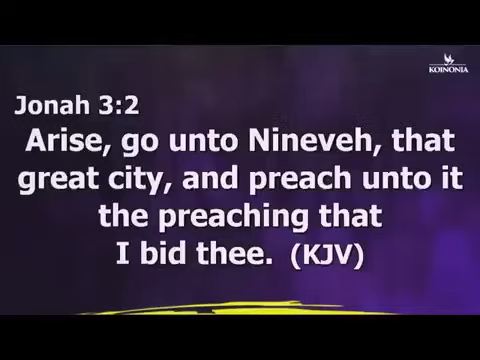 KOINONIA
Jonah 3:2
Arise, go unto Nineveh, that
great city, and preach unto it
the preaching that
I bid thee. (KJV)